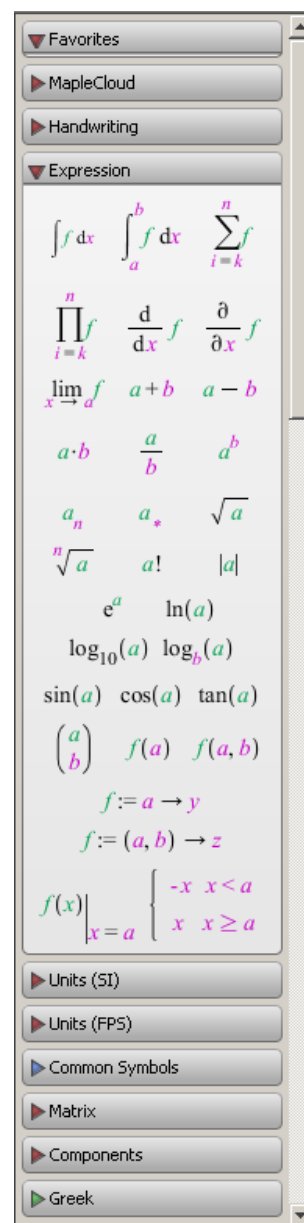 Favorites
MapleCloud
Handwriting
Expression
∫f dx ∫_a^b f dx ∑_{i=k}^n f
∏_{i=k}^n f d/dx f ∂/∂x f
lim_{x→a} f a+b a−b
a·b a/b a^b
a_n a_* √a
ⁿ√a a! |a|
e^a ln(a)
log₁₀(a) log_b(a)
sin(a) cos(a) tan(a)
(a b) f(a) f(a, b)
f := a → y
f := (a, b) → z
f(x)|_{x=a} { -x x < a
x x ≥ a
Units (SI)
Units (FPS)
Common Symbols
Matrix
Components
Greek